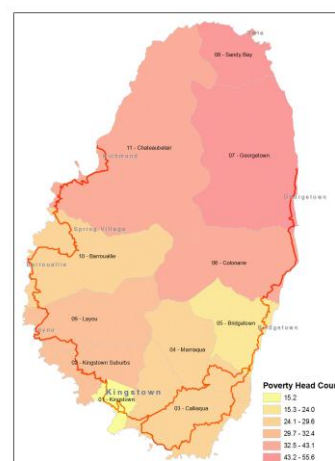 Fancy
08 - Sandy Bay
11 - Chateaubelair
Richmond
07 - Georgetown
Georgetown
Spring Village
10 - Barrouallie
06 - Colonarie
Barrouallie
05 - Bridgetown
09 - Layou
Layou
Bridgetown
04 - Marriaqua
02 - Kingstown Suburbs
Kingstown
01 - Kingstown
03 - Calliaqua
Poverty Head Coun
15.2
15.3 - 24.0
24.1 - 29.6
29.7 - 32.4
32.5 - 43.1
43.2 - 55.6